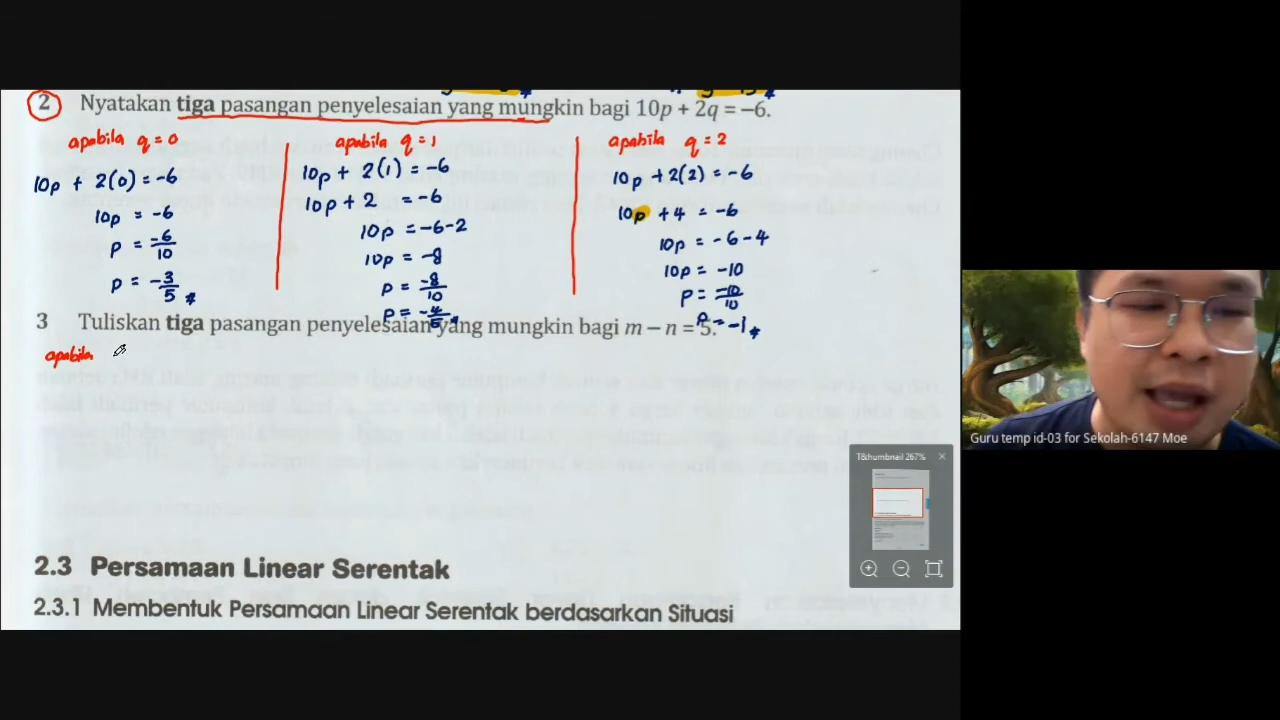 2 Nyatakan tiga pasangan penyelesaian yang mungkin bagi 10p + 2q = –6.
apabila q = 0
10p + 2(0) = -6
10p = -6
p = -6/10
p = -3/5 *
apabila q = 1
10p + 2(1) = -6
10p + 2 = -6
10p = -6-2
10p = -8
p = -8/10
p = -4/5 *
apabila q = 2
10p + 2(2) = -6
10p + 4 = -6
10p = -6-4
10p = -10
p = -10/10
p = -1 *
3 Tuliskan tiga pasangan penyelesaian yang mungkin bagi m – n = 5.
apabila
2.3 Persamaan Linear Serentak
2.3.1 Membentuk Persamaan Linear Serentak berdasarkan Situasi
Guru temp id-03 for Sekolah-6147 Moe
T&humbnail 267%